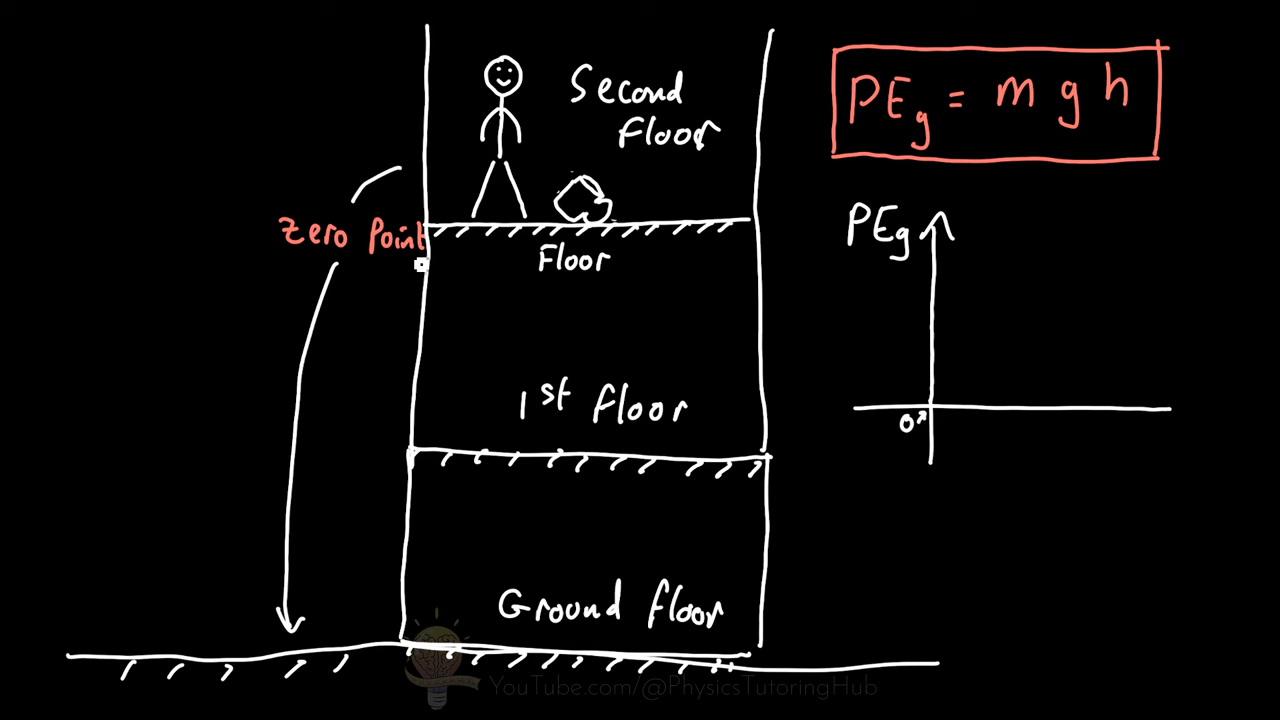 Second
Floor
PEg = m g h
Zero Point
PEg
Floor
1st floor
0
Ground floor
YouTube.com/@PhysicsTutoringHub